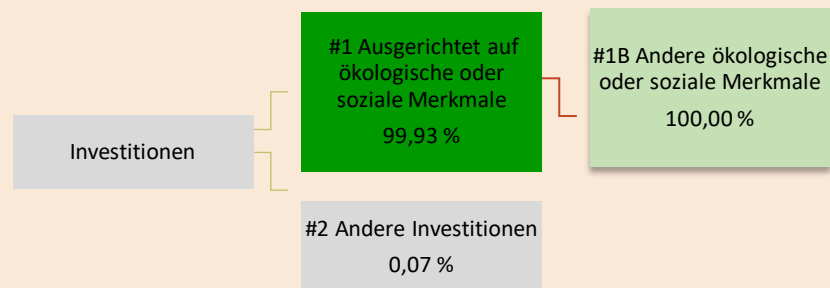 Investitionen
#1 Ausgerichtet auf
ökologische oder
soziale Merkmale
99,93 %
#1B Andere ökologische
oder soziale Merkmale
100,00 %
#2 Andere Investitionen
0,07 %